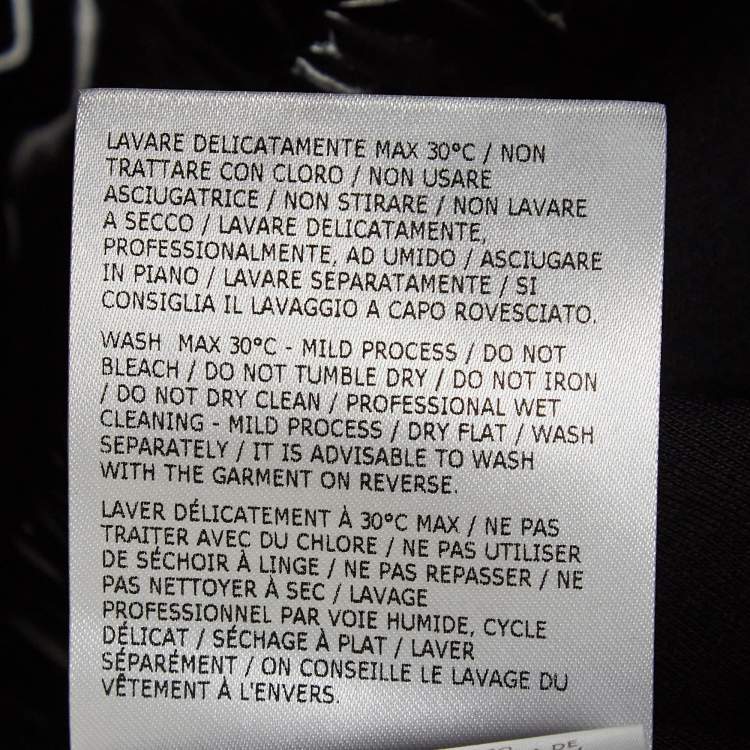 LAVARE DELICATAMENTE MAX 30°C / NON
TRATTARE CON CLORO / NON USARE
ASCIUGATRICE / NON STIRARE / NON LAVARE
A SECCO / LAVARE DELICATAMENTE,
PROFESSIONALMENTE, AD UMIDO / ASCIUGARE
IN PIANO / LAVARE SEPARATAMENTE / SI
CONSIGLIA IL LAVAGGIO A CAPO ROVESCIATO.
WASH MAX 30°C - MILD PROCESS / DO NOT
BLEACH / DO NOT TUMBLE DRY / DO NOT IRON
/ DO NOT DRY CLEAN / PROFESSIONAL WET
CLEANING - MILD PROCESS / DRY FLAT / WASH
SEPARATELY / IT IS ADVISABLE TO WASH
WITH THE GARMENT ON REVERSE.
LAVER DÉLICATEMENT À 30°C MAX / NE PAS
TRAITER AVEC DU CHLORE / NE PAS UTILISER
DE SÉCHOIR À LINGE / NE PAS REPASSER / NE
PAS NETTOYER À SEC / LAVAGE
PROFESSIONNEL PAR VOIE HUMIDE, CYCLE
DÉLICAT / SÉCHAGE À PLAT / LAVER
SÉPARÉMENT / ON CONSEILLE LE LAVAGE DU
VÊTEMENT À L'ENVERS.
DE